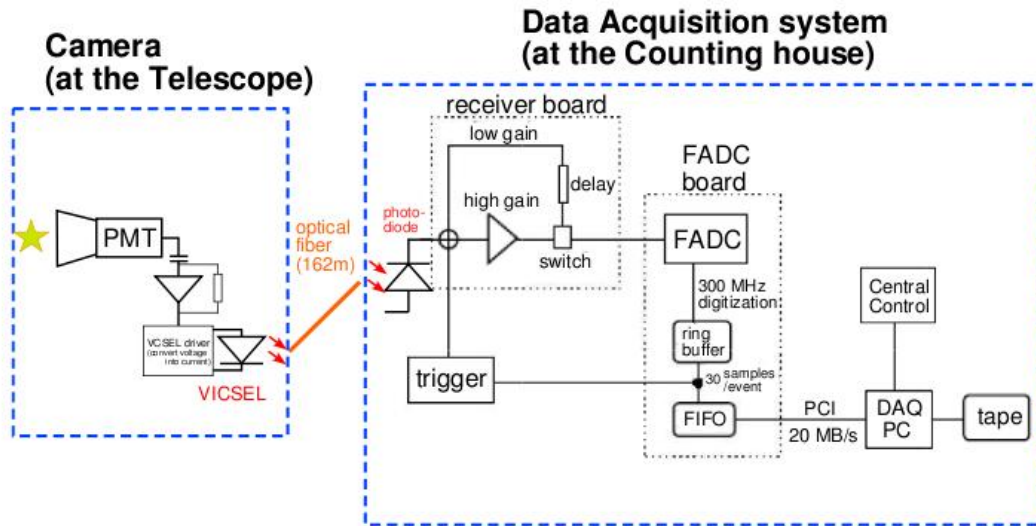 Camera
(at the Telescope)
Data Acquisition system
(at the Counting house)
receiver board
low gain
delay
high gain
switch
FADC
board
FADC
300 MHz
digitization
ring
buffer
30 samples
/event
FIFO
PMT
VCSEL driver
(convert voltage
into current)
VICSEL
optical
fiber
(162m)
photo-
diode
trigger
PCI
20 MB/s
Central
Control
DAQ
PC
tape